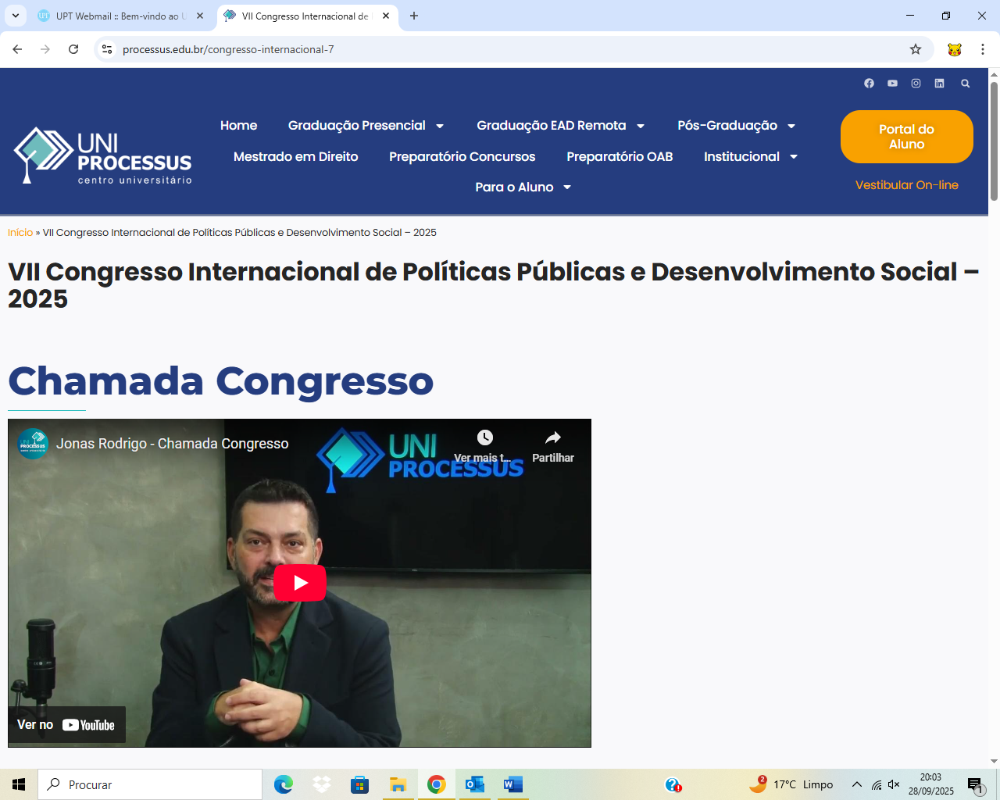 UPT Webmail :: Bem-vindo ao U
VII Congresso Internacional de
processus.edu.br/congresso-internacional-7
UNI
PROCESSUS
centro universitário
Home
Graduação Presencial
Graduação EAD Remota
Pós-Graduação
Mestrado em Direito
Preparatório Concursos
Preparatório OAB
Institucional
Para o Aluno
Portal do
Aluno
Vestibular On-line
Início » VII Congresso Internacional de Políticas Públicas e Desenvolvimento Social – 2025
VII Congresso Internacional de Políticas Públicas e Desenvolvimento Social –
2025
Chamada Congresso
Jonas Rodrigo - Chamada Congresso
UNI
PROCESSUS
Ver mais t...
Partilhar
UNI
PROCESSUS
Ver no YouTube
Procurar
2
17°C Limpo
20:03
28/09/2025
1